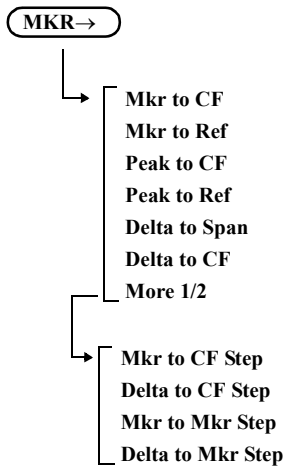 MKR→
Mkr to CF
Mkr to Ref
Peak to CF
Peak to Ref
Delta to Span
Delta to CF
More 1/2
Mkr to CF Step
Delta to CF Step
Mkr to Mkr Step
Delta to Mkr Step